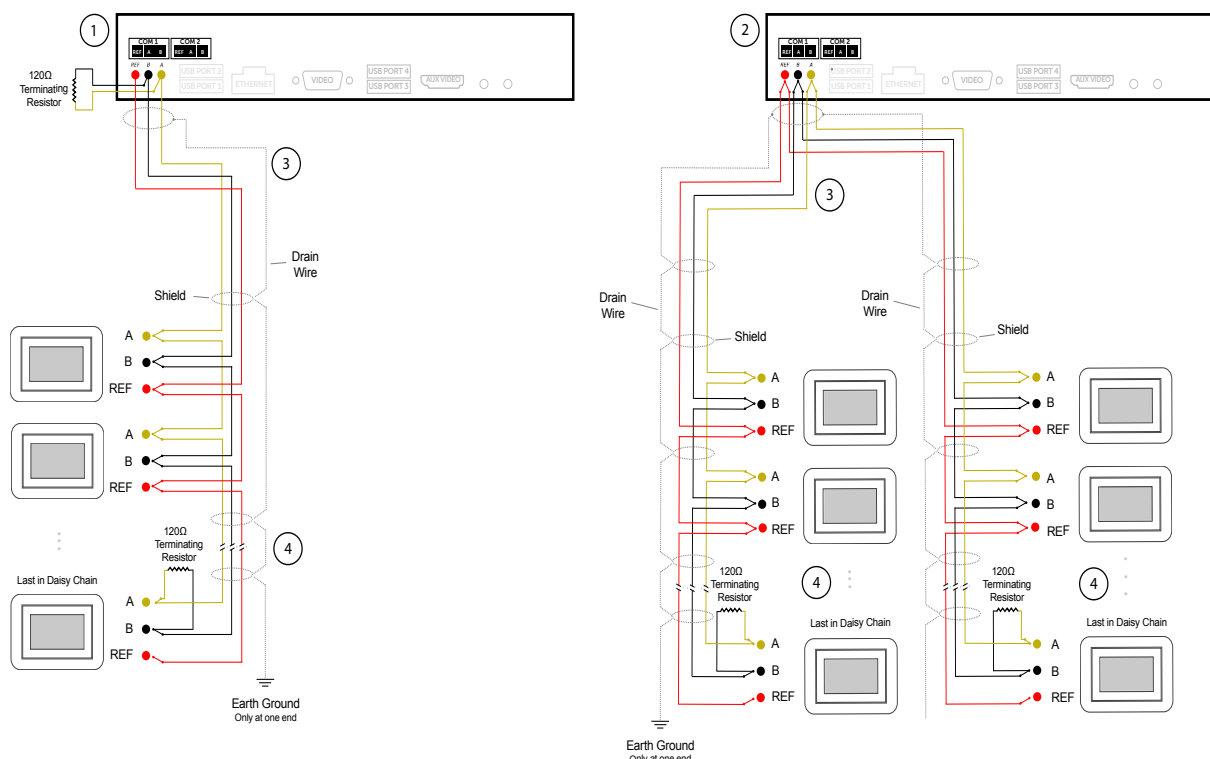 1
COM 1
COM 2
REF A B
REF A B
REF B A
USB PORT 2
USB PORT 1
ETHERNET
VIDEO
USB PORT 4
USB PORT 3
AUX VIDEO
120Ω
Terminating
Resistor
3
Drain
Wire
Shield
A
B
REF
A
B
REF
120Ω
Terminating
Resistor
4
Last in Daisy Chain
A
B
REF
Earth Ground
Only at one end
2
COM 1
COM 2
REF A B
REF A B
REF B A
USB PORT 2
USB PORT 1
ETHERNET
VIDEO
USB PORT 4
USB PORT 3
AUX VIDEO
3
Drain
Wire
Shield
A
B
REF
A
B
REF
120Ω
Terminating
Resistor
4
Last in Daisy Chain
A
B
REF
Earth Ground
Only at one end
Drain
Wire
Shield
A
B
REF
A
B
REF
120Ω
Terminating
Resistor
4
Last in Daisy Chain
A
B
REF